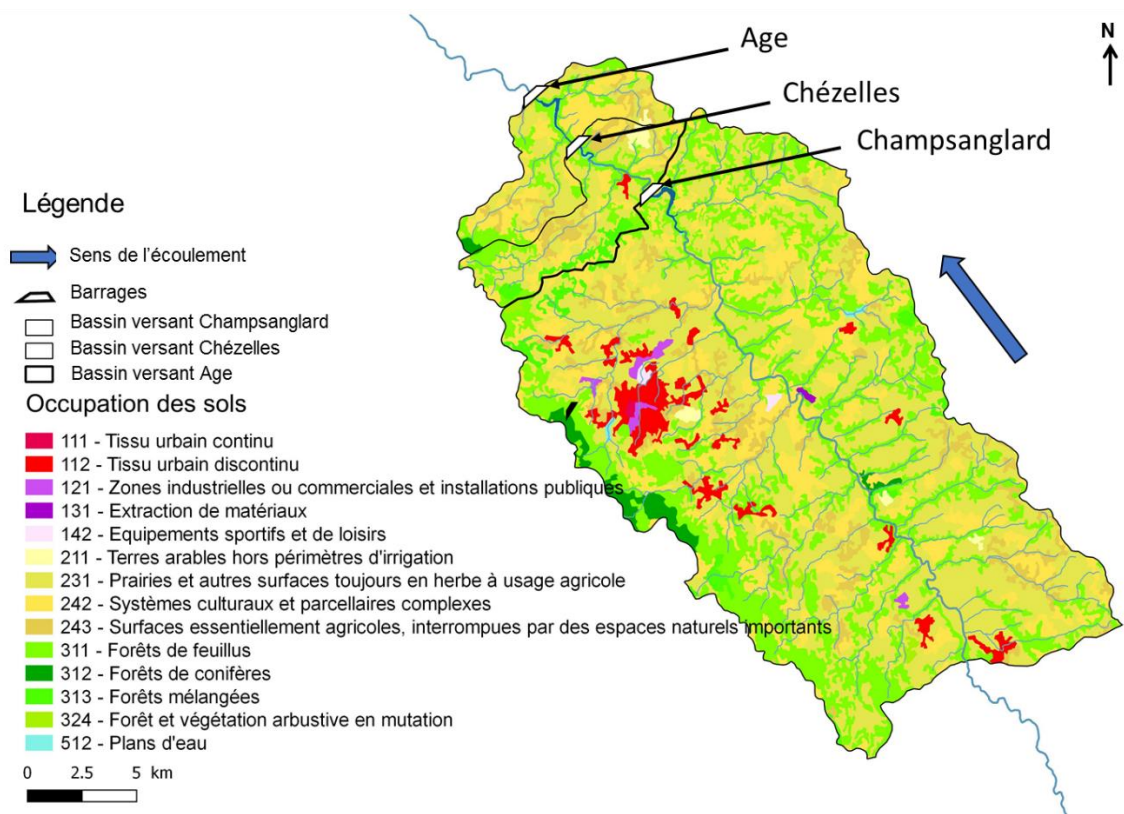 Age
N
Chézelles
Champsanglard
Légende
Sens de l'écoulement
Barrages
Bassin versant Champsanglard
Bassin versant Chézelles
Bassin versant Age
Occupation des sols
111 - Tissu urbain continu
112 - Tissu urbain discontinu
121 - Zones industrielles ou commerciales et installations publiques
131 - Extraction de matériaux
142 - Equipements sportifs et de loisirs
211 - Terres arables hors périmètres d'irrigation
231 - Prairies et autres surfaces toujours en herbe à usage agricole
242 - Systèmes culturaux et parcellaires complexes
243 - Surfaces essentiellement agricoles, interrompues par des espaces naturels importants
311 - Forêts de feuillus
312 - Forêts de conifères
313 - Forêts mélangées
324 - Forêt et végétation arbustive en mutation
512 - Plans d'eau
0 2.5 5 km